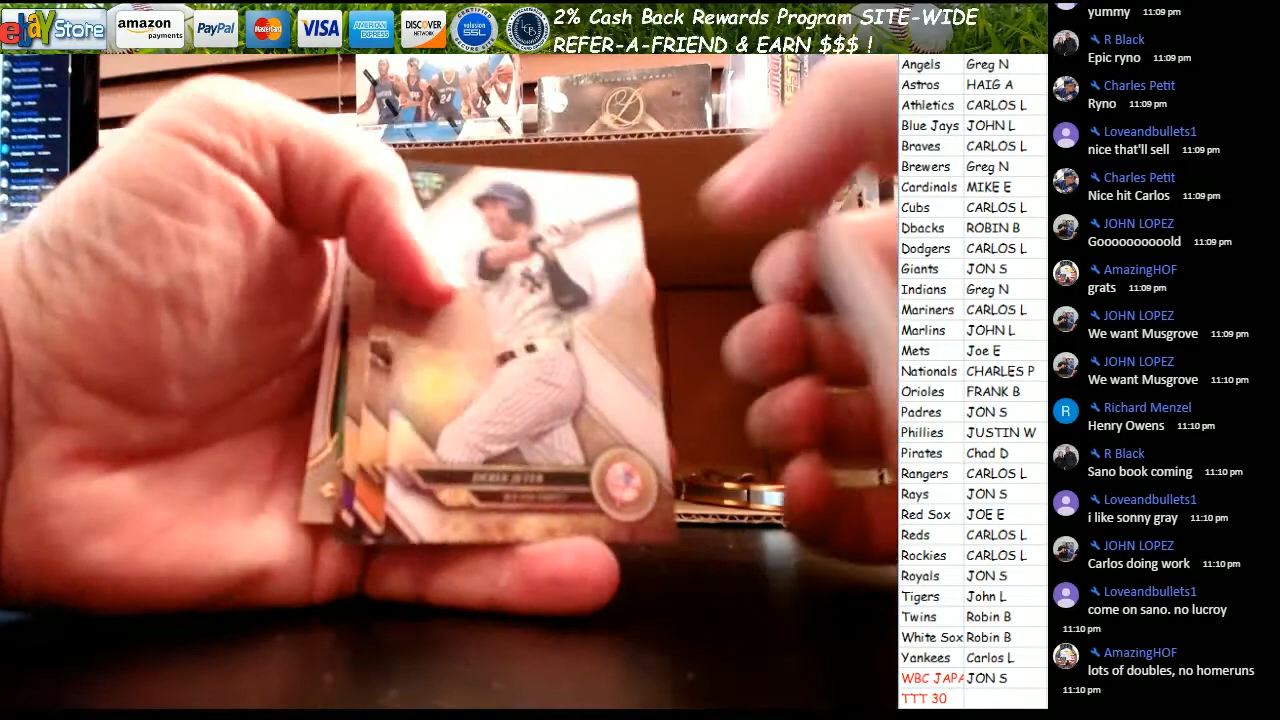 2% Cash Back Rewards Program SITE-WIDE
REFER-A-FRIEND & EARN $$$ !
ebay Store
amazon payments
PayPal
MasterCard
VISA
AMERICAN EXPRESS
DISCOVER NETWORK
volusion SSL
Angels Greg N
Astros HAIG A
Athletics CARLOS L
Blue Jays JOHN L
Braves CARLOS L
Brewers Greg N
Cardinals MIKE E
Cubs CARLOS L
Dbacks ROBIN B
Dodgers CARLOS L
Giants JON S
Indians Greg N
Mariners CARLOS L
Marlins JOHN L
Mets Joe E
Nationals CHARLES P
Orioles FRANK B
Padres JON S
Phillies JUSTIN W
Pirates Chad D
Rangers CARLOS L
Rays JON S
Red Sox JOE E
Reds CARLOS L
Rockies CARLOS L
Royals JON S
Tigers John L
Twins Robin B
White Sox Robin B
Yankees Carlos L
WBC JAPA JON S
TTT 30
yummy 11:09 pm
R Black
Epic ryno 11:09 pm
Charles Petit
Ryno 11:09 pm
Loveandbullets1
nice that'll sell 11:09 pm
Charles Petit
Nice hit Carlos 11:09 pm
JOHN LOPEZ
Goooooooooold 11:09 pm
AmazingHOF
grats 11:09 pm
JOHN LOPEZ
We want Musgrove 11:09 pm
JOHN LOPEZ
We want Musgrove 11:10 pm
R
Richard Menzel
Henry Owens 11:10 pm
R Black
Sano book coming 11:10 pm
Loveandbullets1
i like sonny gray 11:10 pm
JOHN LOPEZ
Carlos doing work 11:10 pm
Loveandbullets1
come on sano. no lucroy
11:10 pm
AmazingHOF
lots of doubles, no homeruns
11:10 pm
DEREK JETER
24